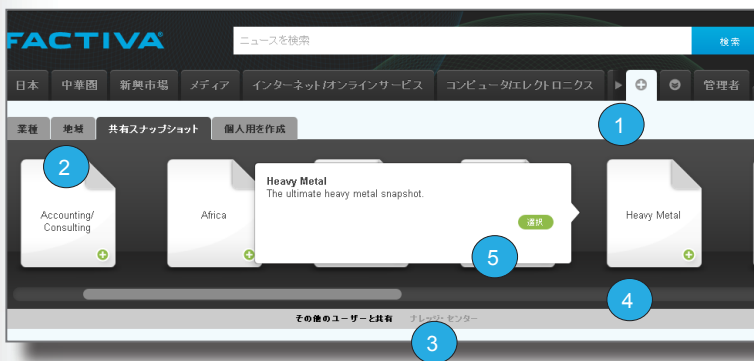 FACTIVA
ニュースを検索
検索
日本 中華圏 新興市場 メディア インターネット/オンラインサービス コンピュータ/エレクトロニクス 管理者
1
業種 地域 共有スナップショット 個人用を作成
2
Accounting/
Consulting
Africa
Heavy Metal
The ultimate heavy metal snapshot.
選択
5
Heavy Metal
4
その他のユーザーと共有 ナレッジ・センター
3